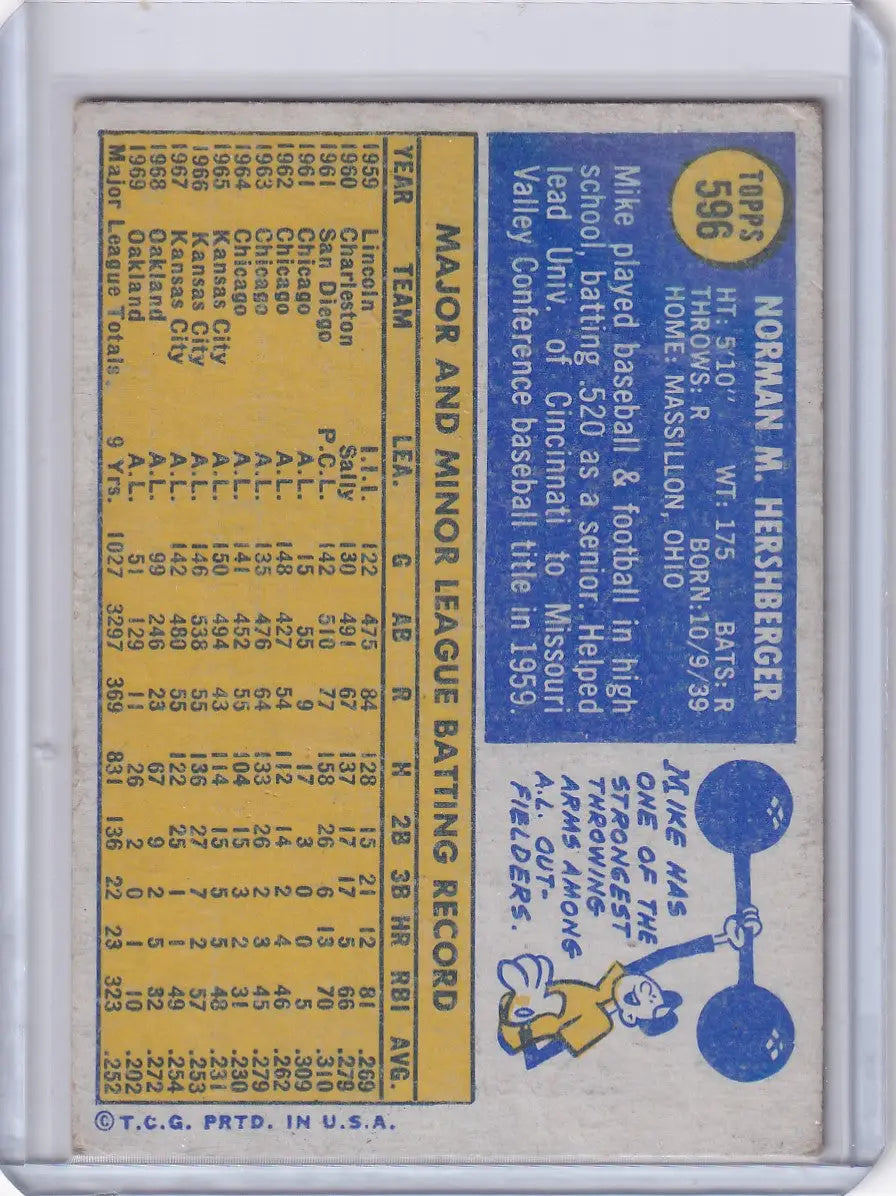 TOPPS
596
NORMAN M. HERSHBERGER
HT: 5'10" WT: 175 BATS: R
THROWS: R BORN: 10/9/39
HOME: MASSILLON, OHIO
Mike played baseball & football in high
school, batting .520 as a senior. Helped
lead Univ. of Cincinnati to Missouri
Valley Conference baseball title in 1959.
MIKE HAS
ONE OF THE
STRONGEST
THROWING
ARMS AMONG
A.L. OUT-
FIELDERS.
MAJOR AND MINOR LEAGUE BATTING RECORD
YEAR TEAM LEA. G AB R H 2B 3B HR RBI AVG.
1959 Lincoln I.I.I. 122 475 84 128 15 21 12 81 .269
1960 Charleston Sally 130 491 67 137 17 17 5 66 .279
1961 San Diego P.C.L. 142 510 77 158 26 6 13 70 .310
1961 Chicago A.L. 15 55 9 17 3 0 0 5 .309
1962 Chicago A.L. 148 427 54 112 14 2 4 46 .262
1963 Chicago A.L. 135 476 64 133 26 2 3 45 .279
1964 Chicago A.L. 141 452 55 104 15 3 2 31 .230
1965 Kansas City A.L. 150 494 43 114 15 5 5 48 .231
1966 Kansas City A.L. 146 538 55 136 27 7 2 57 .253
1967 Kansas City A.L. 142 480 55 122 25 1 1 49 .254
1968 Oakland A.L. 99 246 23 67 9 2 5 32 .272
1969 Oakland A.L. 51 129 11 26 2 0 1 10 .202
Major League Totals. 9 Yrs. 1027 3297 369 831 136 22 23 323 .252
© T.C.G. PRTD. IN U.S.A.